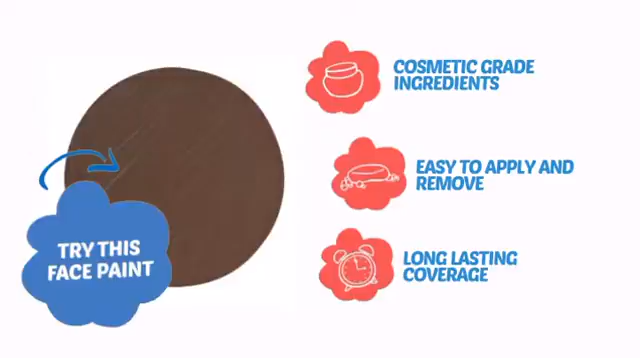 COSMETIC GRADE
INGREDIENTS
EASY TO APPLY AND
REMOVE
TRY THIS
FACE PAINT
LONG LASTING
COVERAGE